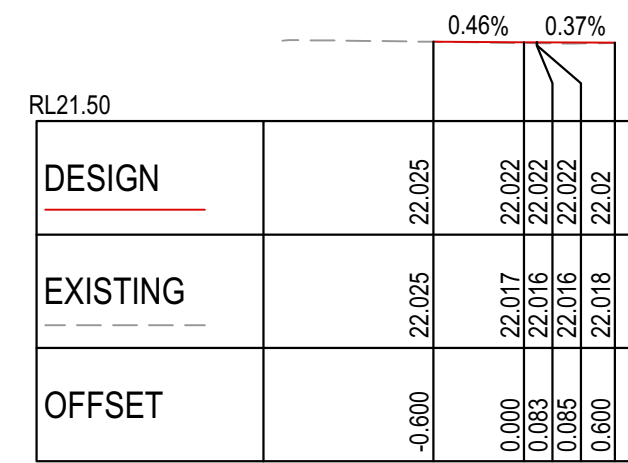 0.46% 0.37%
RL21.50
DESIGN 22.025 22.022 22.022 22.022 22.02
EXISTING 22.025 22.017 22.016 22.016 22.018
OFFSET -0.600 0.000 0.083 0.085 0.600